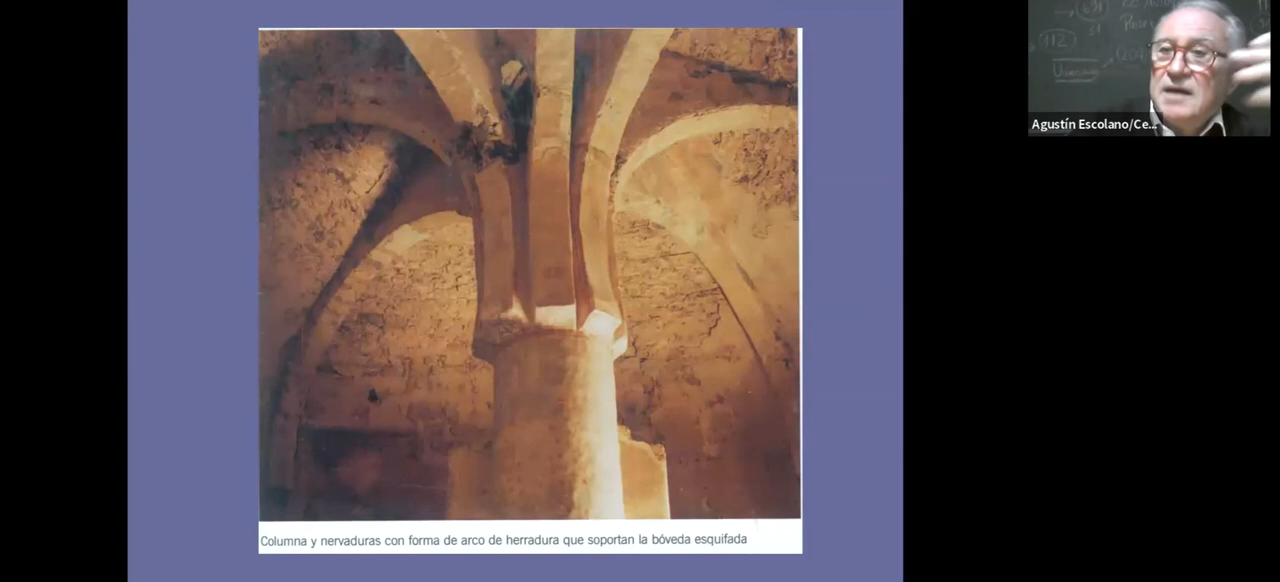 Agustín Escolano/Ce...
Columna y nervaduras con forma de arco de herradura que soportan la bóveda esquifada